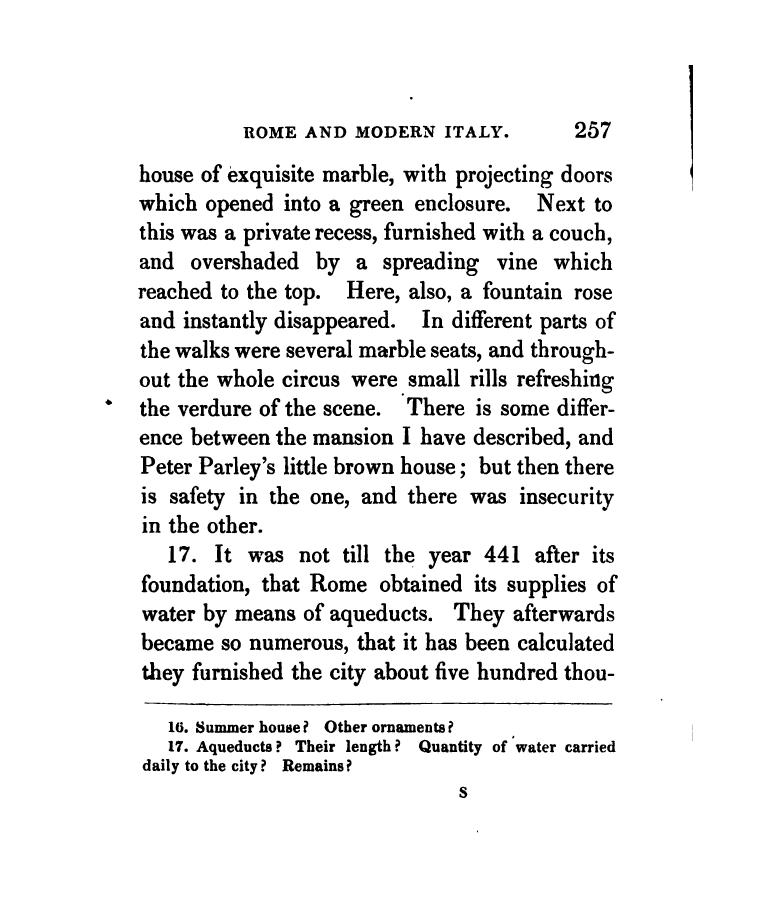 ROME AND MODERN ITALY. 257
house of exquisite marble, with projecting doors
which opened into a green enclosure. Next to
this was a private recess, furnished with a couch,
and overshaded by a spreading vine which
reached to the top. Here, also, a fountain rose
and instantly disappeared. In different parts of
the walks were several marble seats, and through-
out the whole circus were small rills refreshing
the verdure of the scene. There is some differ-
ence between the mansion I have described, and
Peter Parley's little brown house; but then there
is safety in the one, and there was insecurity
in the other.
17. It was not till the year 441 after its
foundation, that Rome obtained its supplies of
water by means of aqueducts. They afterwards
became so numerous, that it has been calculated
they furnished the city about five hundred thou-
16. Summer house? Other ornaments?
17. Aqueducts? Their length? Quantity of water carried
daily to the city? Remains?
S